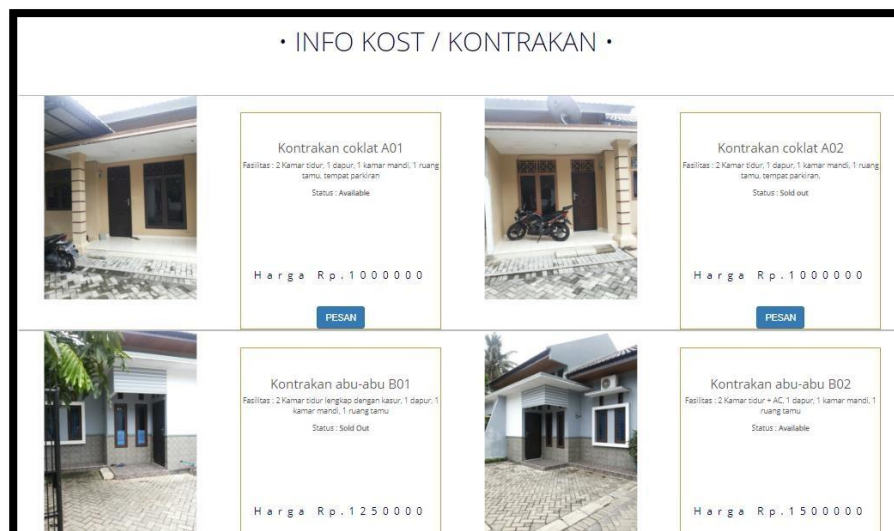 • INFO KOST / KONTRAKAN •
Kontrakan coklat A01
Fasilitas : 2 Kamar tidur, 1 dapur, 1 kamar mandi, 1 ruang
tamu, tempat parkiran
Status : Available
Harga Rp.1000000
PESAN
Kontrakan coklat A02
Fasilitas : 2 Kamar tidur, 1 dapur, 1 kamar mandi, 1 ruang
tamu, tempat parkiran,
Status : Sold out
Harga Rp.1000000
PESAN
Kontrakan abu-abu B01
Fasilitas : 2 Kamar tidur lengkap dengan kasur, 1 dapur, 1
kamar mandi, 1 ruang tamu
Status : Sold Out
Harga Rp.1250000
Kontrakan abu-abu B02
Fasilitas : 2 Kamar tidur + AC, 1 dapur, 1 kamar mandi, 1
ruang tamu
Status : Available
Harga Rp.1500000